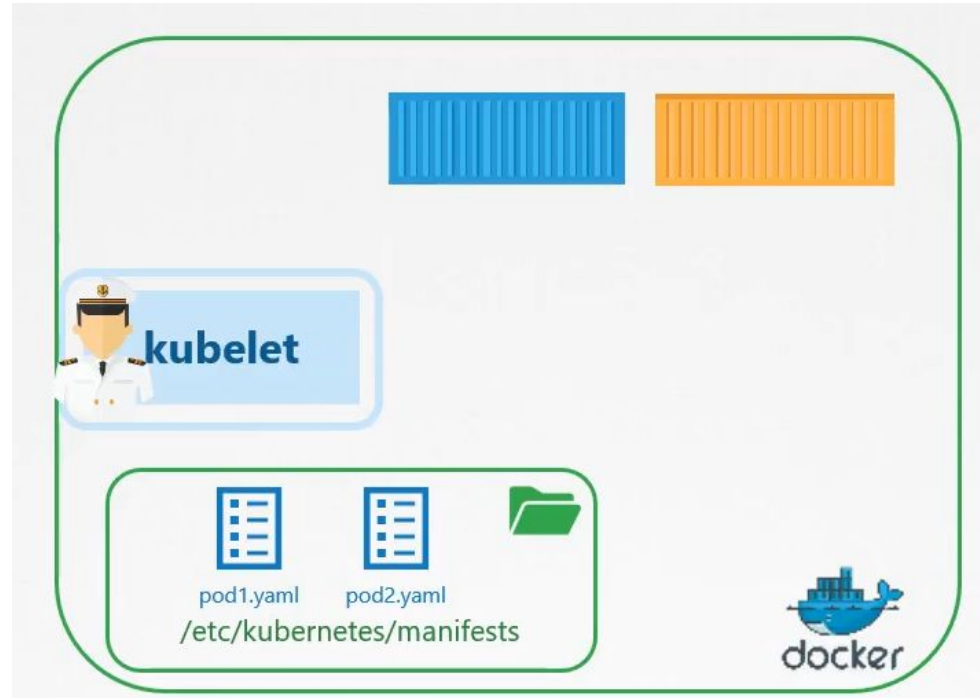 kubelet
pod1.yaml pod2.yaml
/etc/kubernetes/manifests
docker